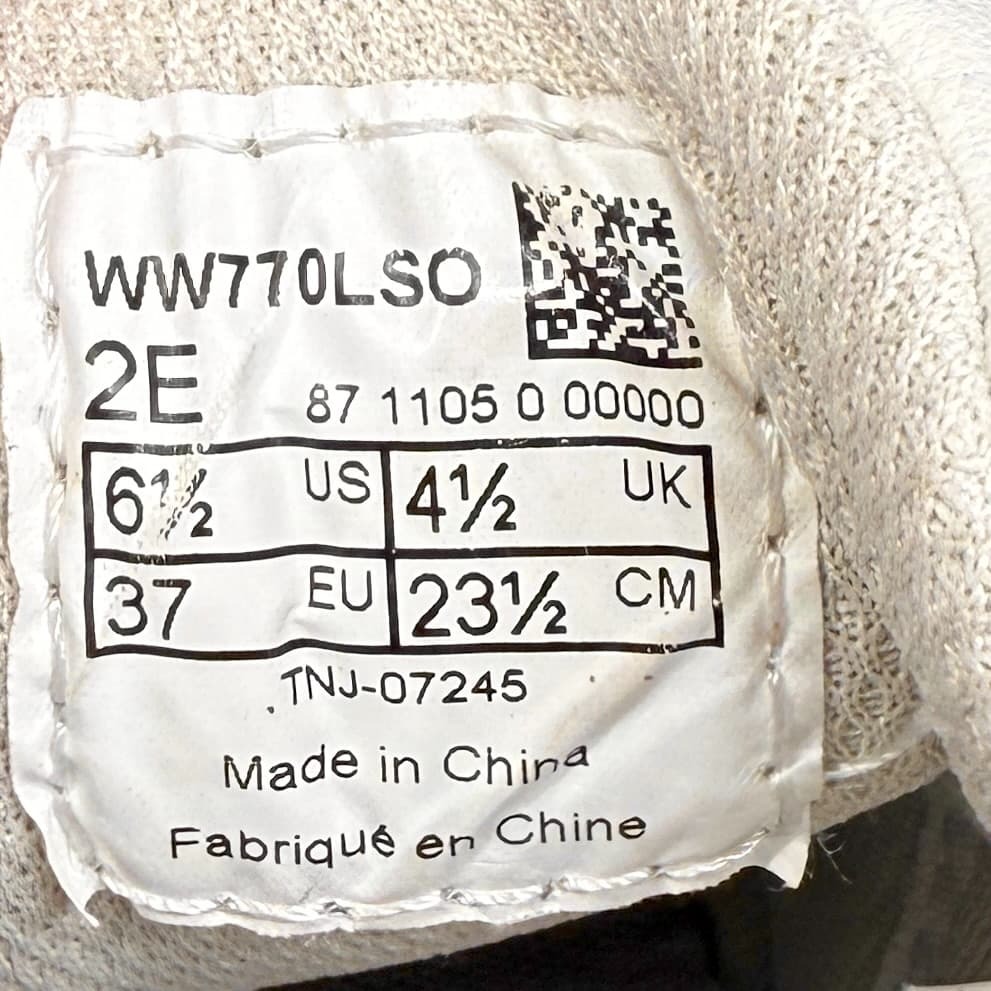 WW770LSO
2E
87 1105 0 00000
6½ US 4½ UK
37 EU 23½ CM
TNJ-07245
Made in China
Fabriqué en Chine